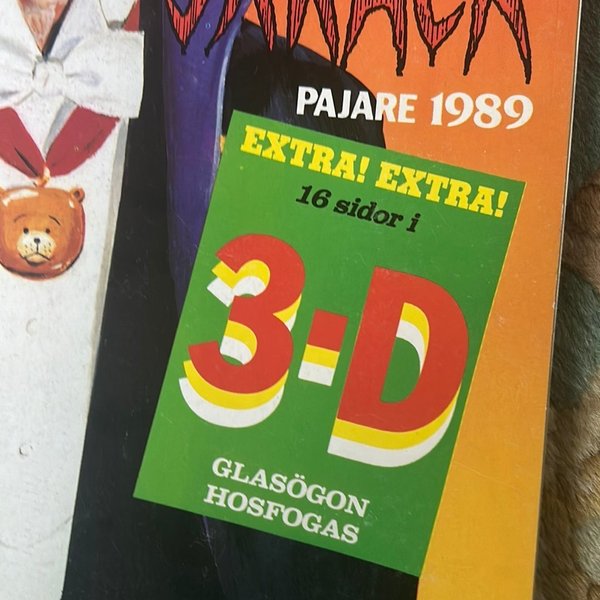 PAJARE 1989
EXTRA! EXTRA!
16 sidor i
3-D
GLASÖGON
HOSFOGAS